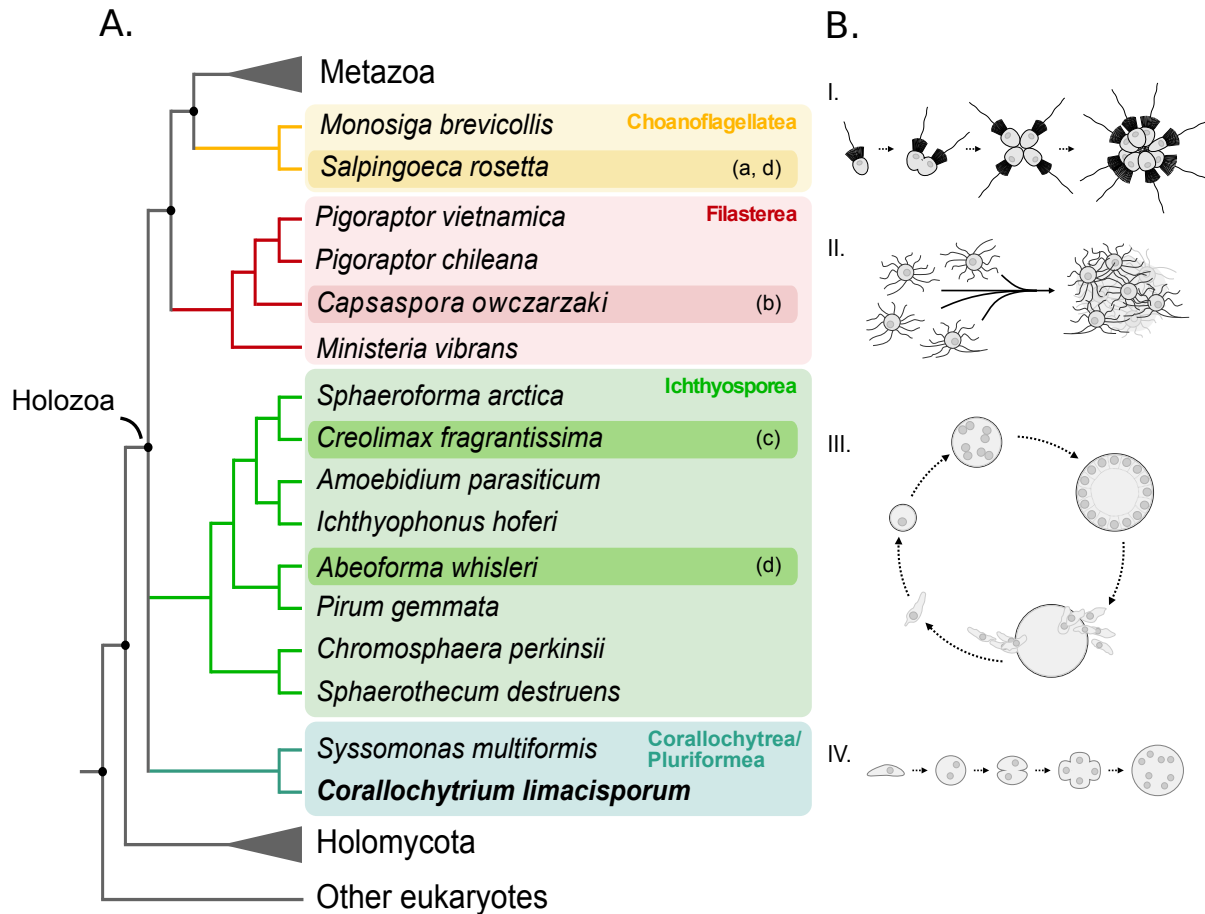 A.
Metazoa
Monosiga brevicollis
Choanoflagellatea
Salpingoeca rosetta
(a, d)
Pigoraptor vietnamica
Filasterea
Pigoraptor chileana
Capsaspora owczarzaki
(b)
Ministeria vibrans
Holozoa
Sphaeroforma arctica
Ichthyosporea
Creolimax fragrantissima
(c)
Amoebidium parasiticum
Ichthyophonus hoferi
Abeoforma whisleri
(d)
Pirum gemmata
Chromosphaera perkinsii
Sphaerothecum destruens
Syssomonas multiformis
Corallochytrea/
Pluriformea
Corallochytrium limacisporum
Holomycota
Other eukaryotes
B.
I.
II.
III.
IV.